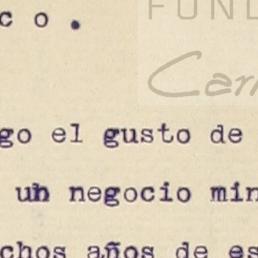 c o .
FUND
Car
go el gusto de
un negocio min
chos años de es